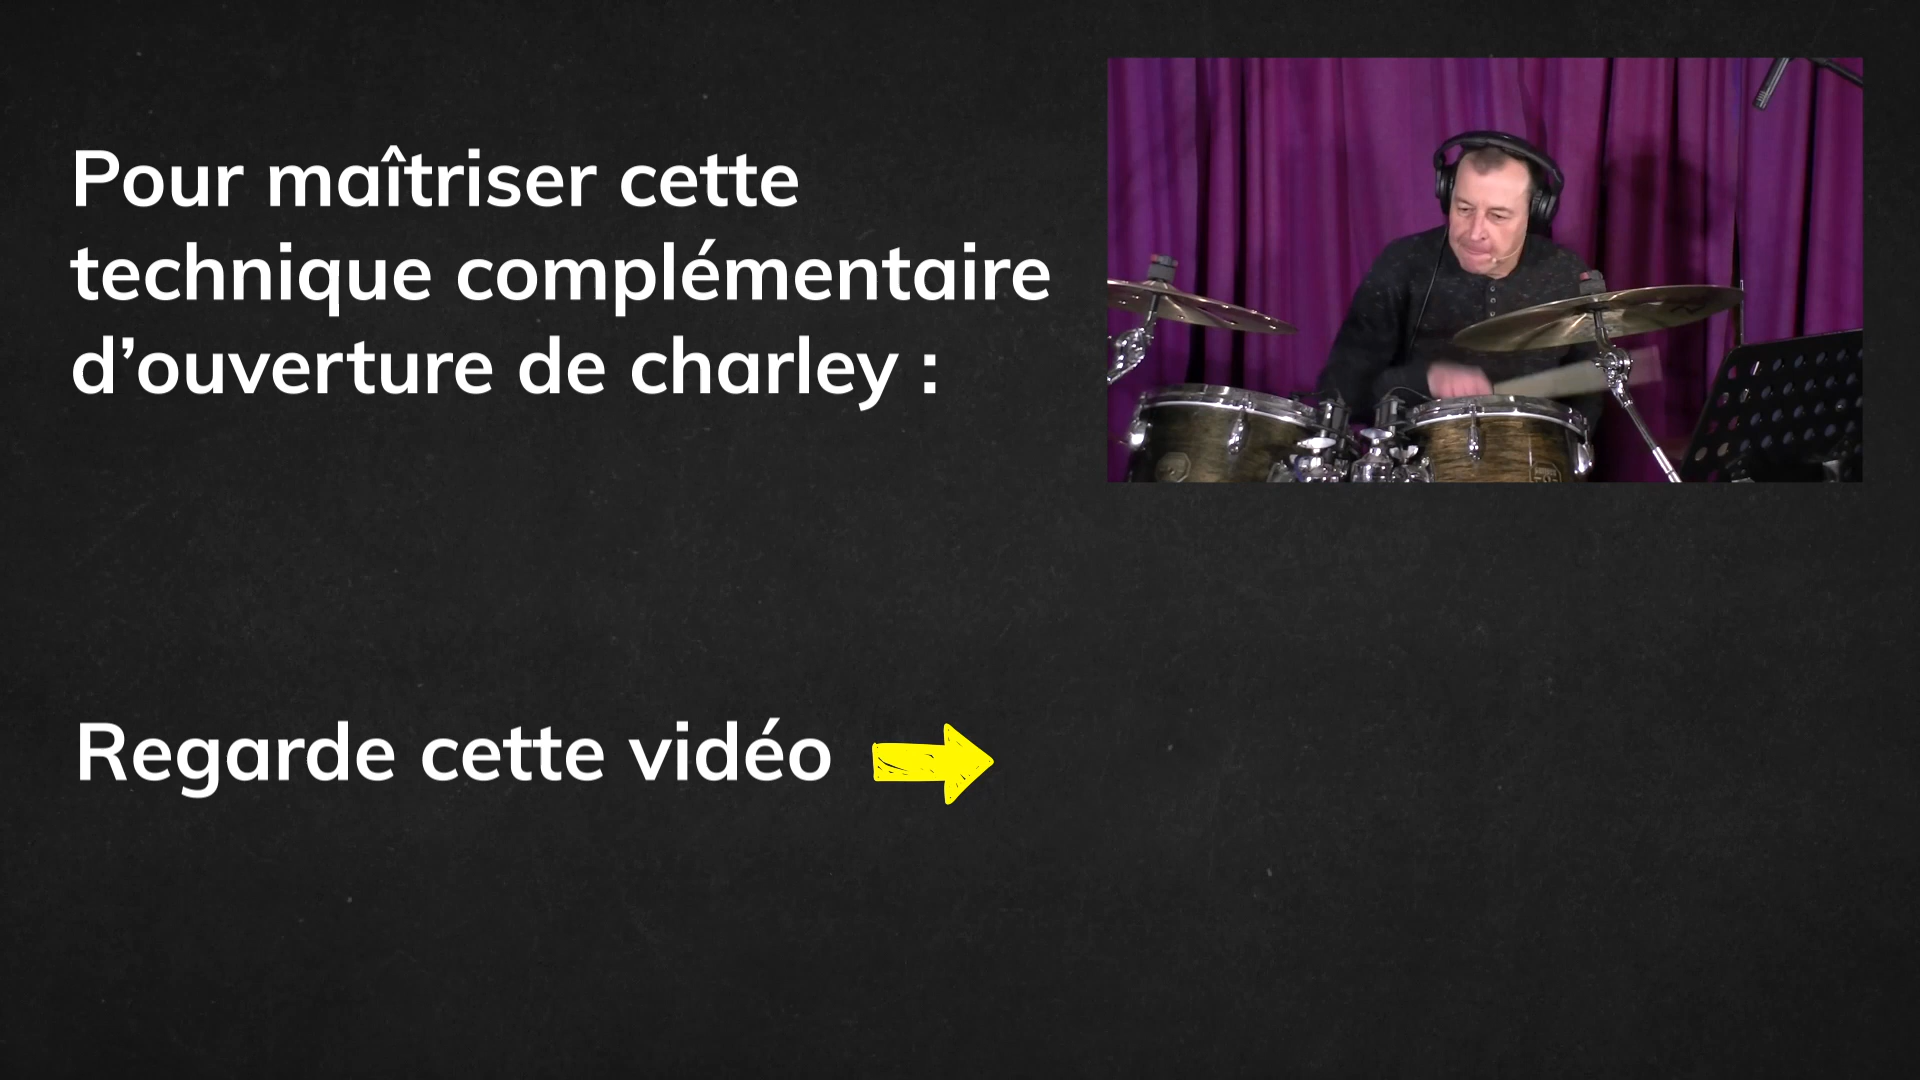 Pour maîtriser cette
technique complémentaire
d’ouverture de charley :
Regarde cette vidéo